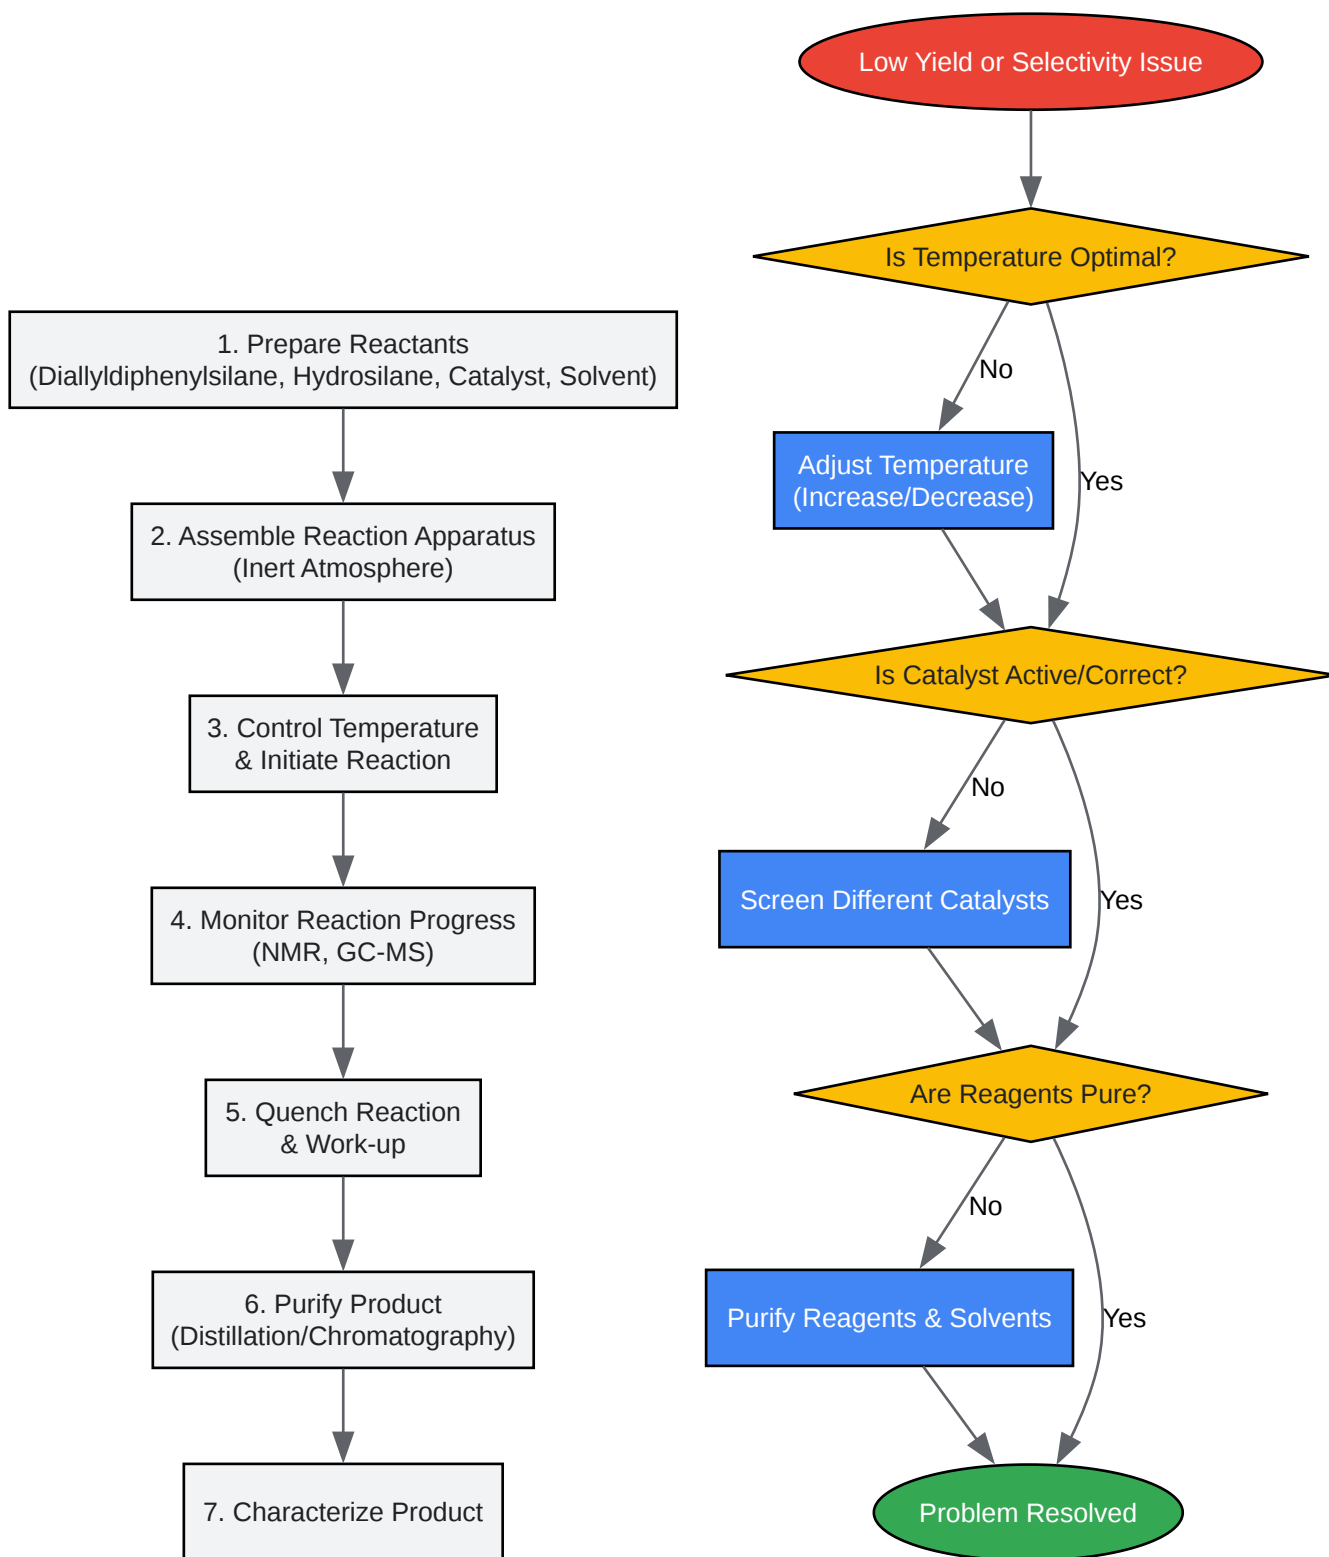 1. Prepare Reactants
(Diallyldiphenylsilane, Hydrosilane, Catalyst, Solvent)
2. Assemble Reaction Apparatus
(Inert Atmosphere)
3. Control Temperature
& Initiate Reaction
4. Monitor Reaction Progress
(NMR, GC-MS)
5. Quench Reaction
& Work-up
6. Purify Product
(Distillation/Chromatography)
7. Characterize Product
Low Yield or Selectivity Issue
Is Temperature Optimal?
No
Adjust Temperature
(Increase/Decrease)
Yes
Is Catalyst Active/Correct?
No
Screen Different Catalysts
Yes
Are Reagents Pure?
No
Purify Reagents & Solvents
Yes
Problem Resolved